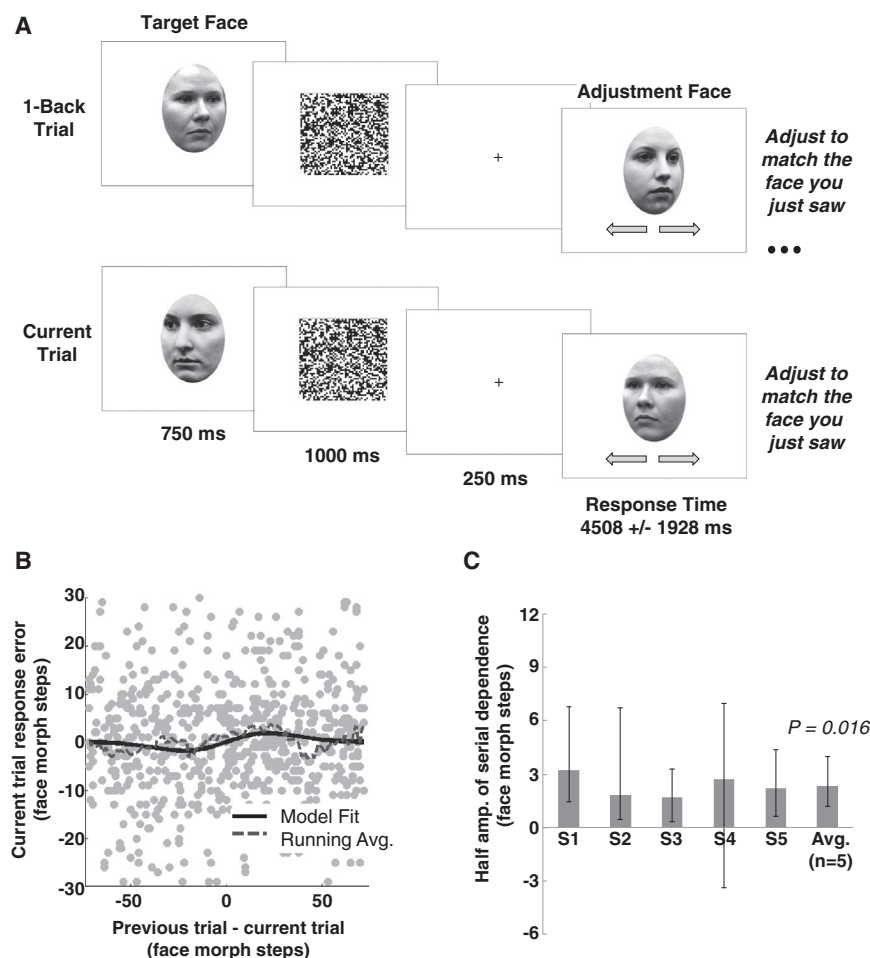 A
Target Face
1-Back
Trial
+
Adjustment Face
Adjust to
match the
face you
just saw
•••
Current
Trial
+
Adjust to
match the
face you
just saw
750 ms
1000 ms
250 ms
Response Time
4508 +/- 1928 ms
B
Current trial response error
(face morph steps)
30
20
10
0
-10
-20
-30
Model Fit
Running Avg.
-50
0
50
Previous trial - current trial
(face morph steps)
C
Half amp. of serial dependence
(face morph steps)
12
9
6
3
0
-3
-6
P = 0.016
S1
S2
S3
S4
S5
Avg.
(n=5)